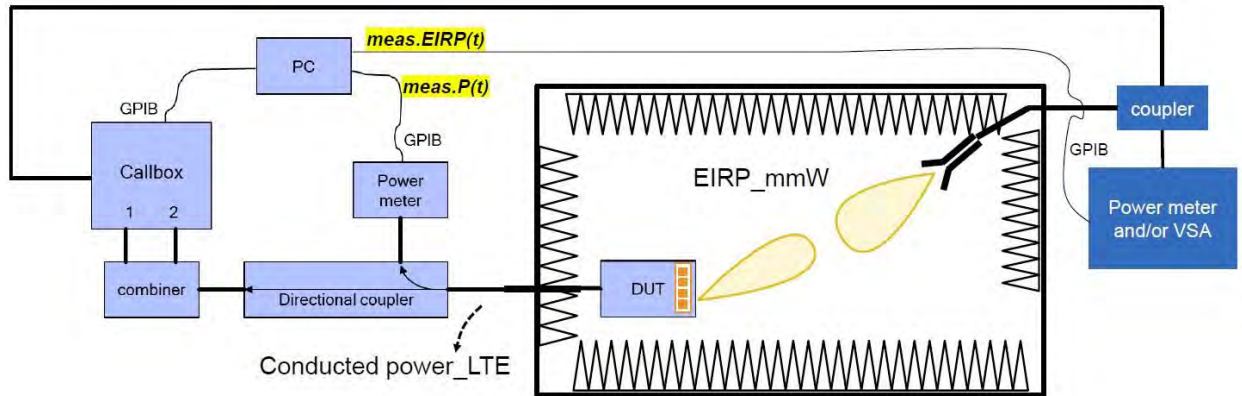 meas.EIRP(t)
PC
meas.P(t)
GPIB
coupler
GPIB
GPIB
Callbox
1 2
Power
meter
EIRP_mmW
Power meter
and/or VSA
combiner
Directional coupler
DUT
Conducted power_LTE